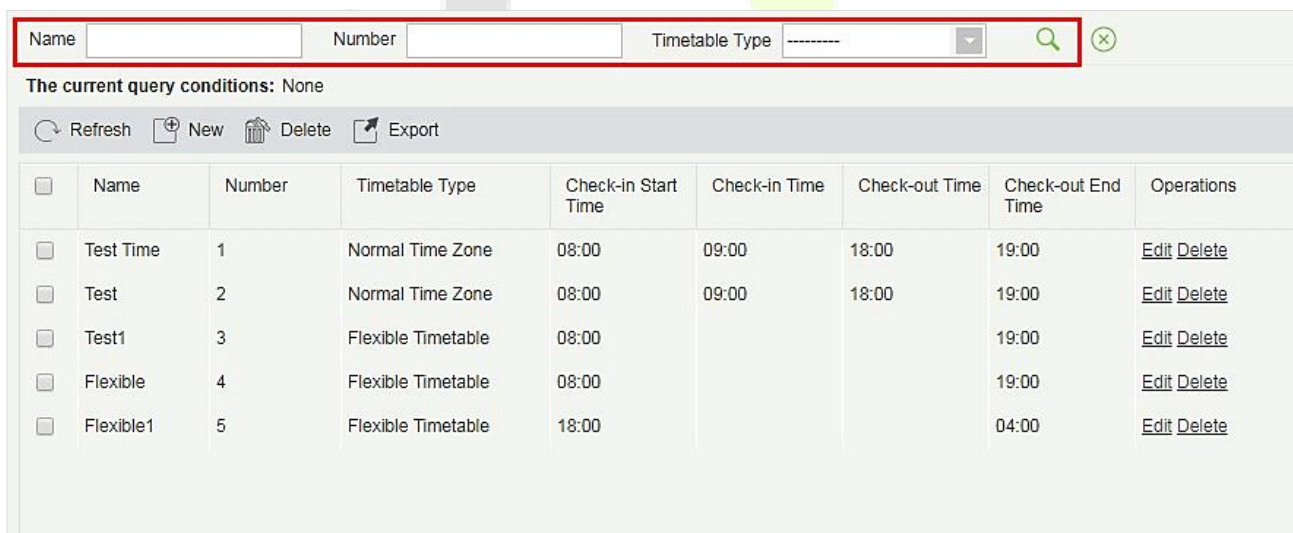 Name Number Timetable Type ---------
The current query conditions: None
Refresh New Delete Export
Name Number Timetable Type Check-in Start Time Check-in Time Check-out Time Check-out End Time Operations
Test Time 1 Normal Time Zone 08:00 09:00 18:00 19:00 Edit Delete
Test 2 Normal Time Zone 08:00 09:00 18:00 19:00 Edit Delete
Test1 3 Flexible Timetable 08:00 19:00 Edit Delete
Flexible 4 Flexible Timetable 08:00 19:00 Edit Delete
Flexible1 5 Flexible Timetable 18:00 04:00 Edit Delete